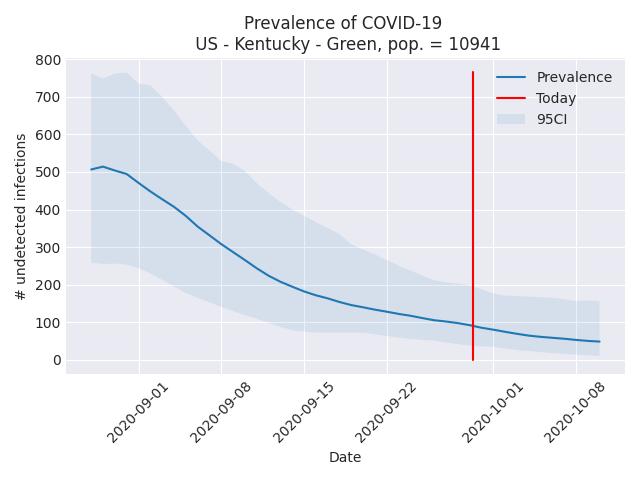 Prevalence of COVID-19
US - Kentucky - Green, pop. = 10941
800
700
600
500
400
300
200
100
0
# undetected infections
Prevalence
Today
95CI
2020-09-01
2020-09-08
2020-09-15
2020-09-22
2020-10-01
2020-10-08
Date